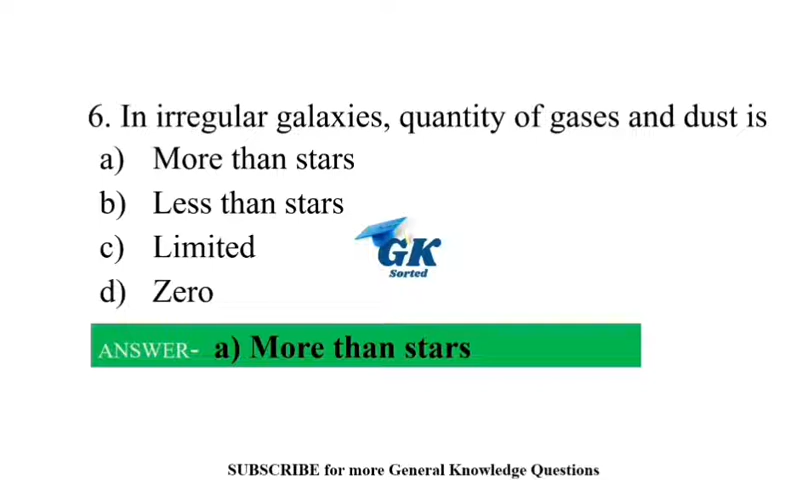 6. In irregular galaxies, quantity of gases and dust is
a) More than stars
b) Less than stars
c) Limited
d) Zero
GK
Sorted
ANSWER- a) More than stars
SUBSCRIBE for more General Knowledge Questions